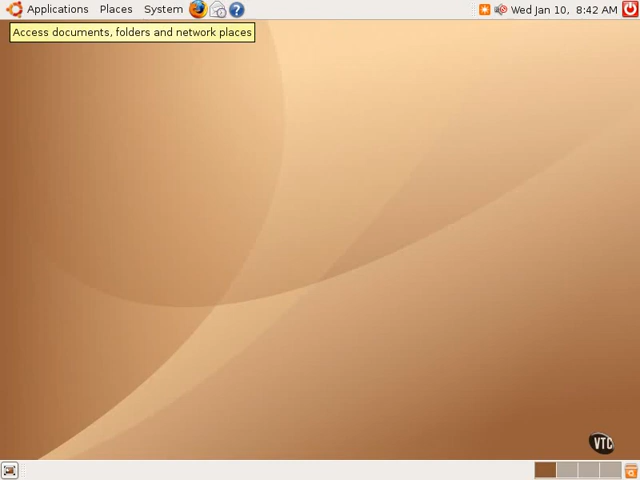 Applications Places System Wed Jan 10, 8:42 AM
Access documents, folders and network places
VTC